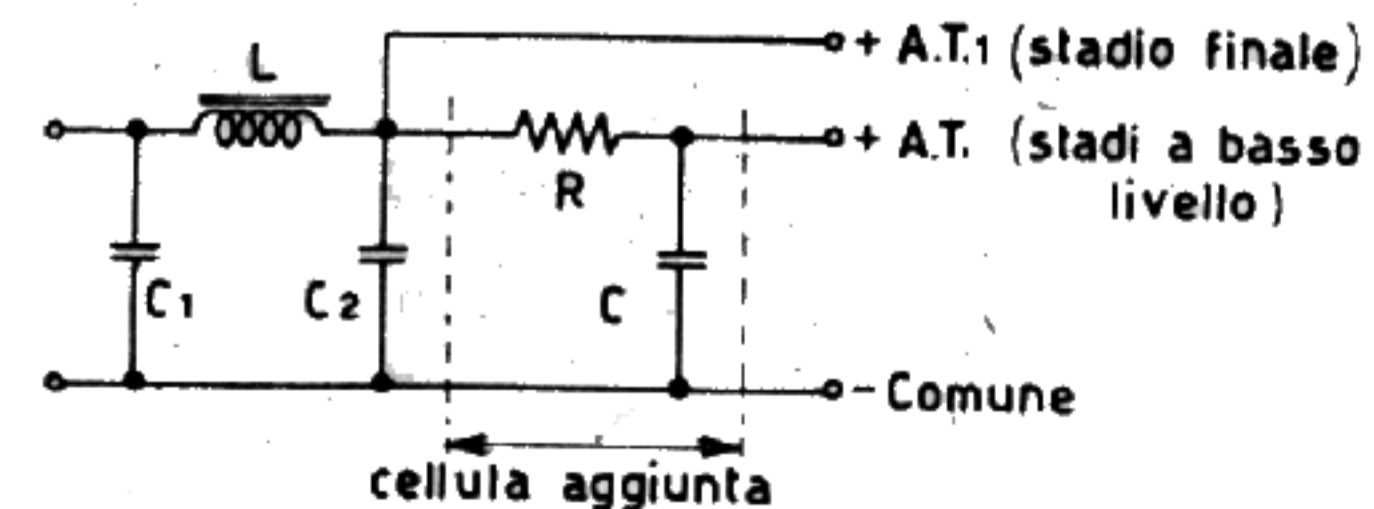 L
+ A.T.1 (stadio finale)
+ A.T. (stadi a basso
livello)
R
C1
C2
C
- Comune
cellula aggiunta